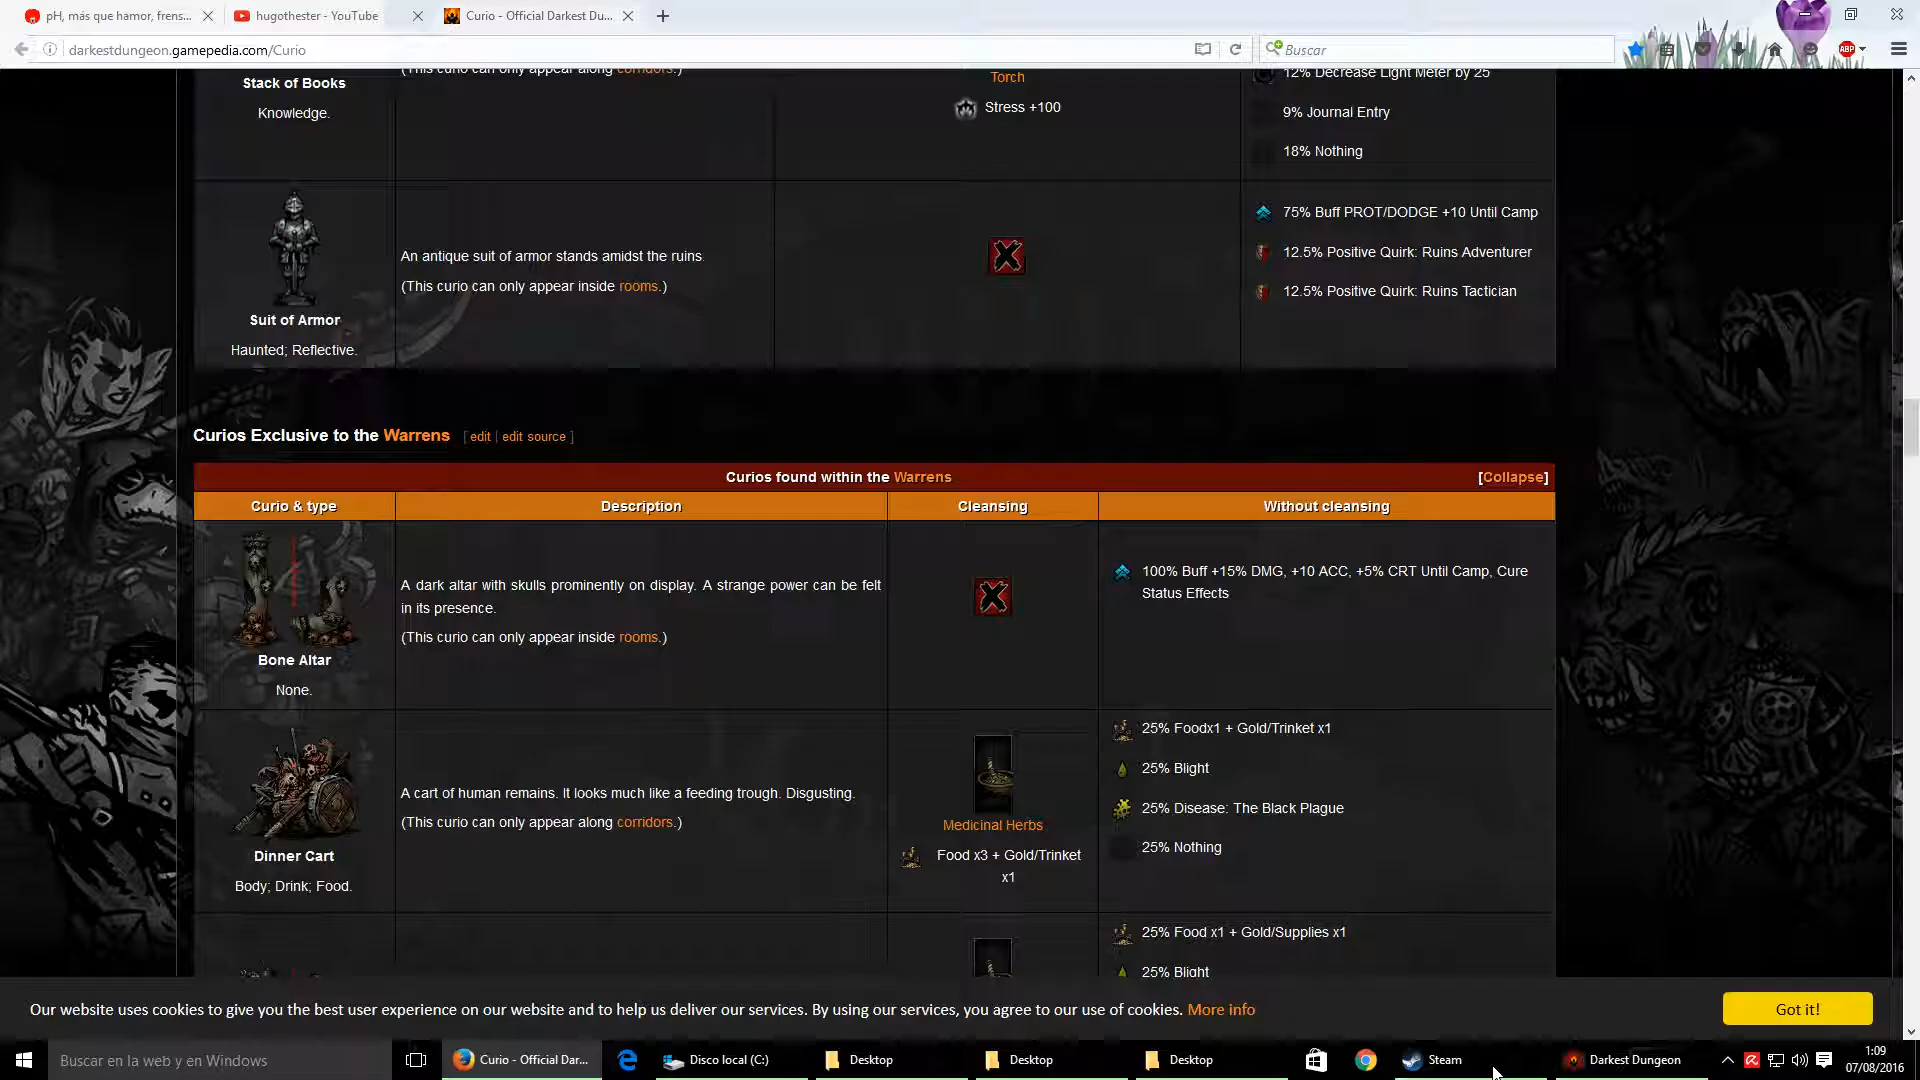 pH, más que hamor, frens...
hugothester - YouTube
Curio - Official Darkest Du...
darkestdungeon.gamepedia.com/Curio
Buscar
ABP
Stack of Books
Knowledge.
(This curio can only appear along corridors.)
Torch
Stress +100
12% Decrease Light Meter by 25
9% Journal Entry
18% Nothing
Suit of Armor
Haunted; Reflective.
An antique suit of armor stands amidst the ruins.
(This curio can only appear inside rooms.)
75% Buff PROT/DODGE +10 Until Camp
12.5% Positive Quirk: Ruins Adventurer
12.5% Positive Quirk: Ruins Tactician
Curios Exclusive to the Warrens [ edit | edit source ]
Curios found within the Warrens [Collapse]
Curio & type Description Cleansing Without cleansing
Bone Altar
None.
A dark altar with skulls prominently on display. A strange power can be felt
in its presence.
(This curio can only appear inside rooms.)
100% Buff +15% DMG, +10 ACC, +5% CRT Until Camp, Cure
Status Effects
Dinner Cart
Body; Drink; Food.
A cart of human remains. It looks much like a feeding trough. Disgusting.
(This curio can only appear along corridors.)
Medicinal Herbs
Food x3 + Gold/Trinket
x1
25% Foodx1 + Gold/Trinket x1
25% Blight
25% Disease: The Black Plague
25% Nothing
25% Food x1 + Gold/Supplies x1
25% Blight
Our website uses cookies to give you the best user experience on our website and to help us deliver our services. By using our services, you agree to our use of cookies. More info
Got it!
Buscar en la web y en Windows
Curio - Official Dar...
Disco local (C:)
Desktop
Desktop
Desktop
Steam
Darkest Dungeon
1:09
07/08/2016